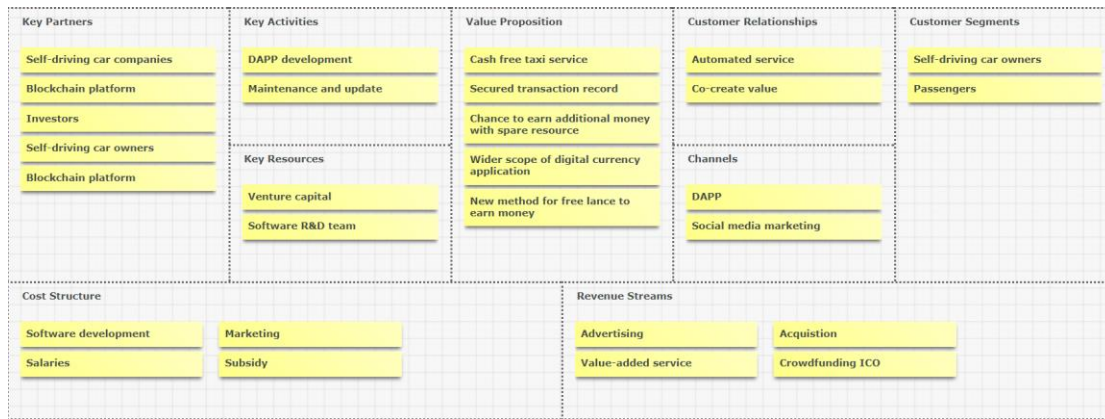 Key Partners
Self-driving car companies
Blockchain platform
Investors
Self-driving car owners
Blockchain platform
Key Activities
DAPP development
Maintenance and update
Key Resources
Venture capital
Software R&D team
Value Proposition
Cash free taxi service
Secured transaction record
Chance to earn additional money
with spare resource
Wider scope of digital currency
application
New method for free lance to
earn money
Customer Relationships
Automated service
Co-create value
Channels
DAPP
Social media marketing
Customer Segments
Self-driving car owners
Passengers
Cost Structure
Software development
Marketing
Salaries
Subsidy
Revenue Streams
Advertising
Acquistion
Value-added service
Crowdfunding ICO